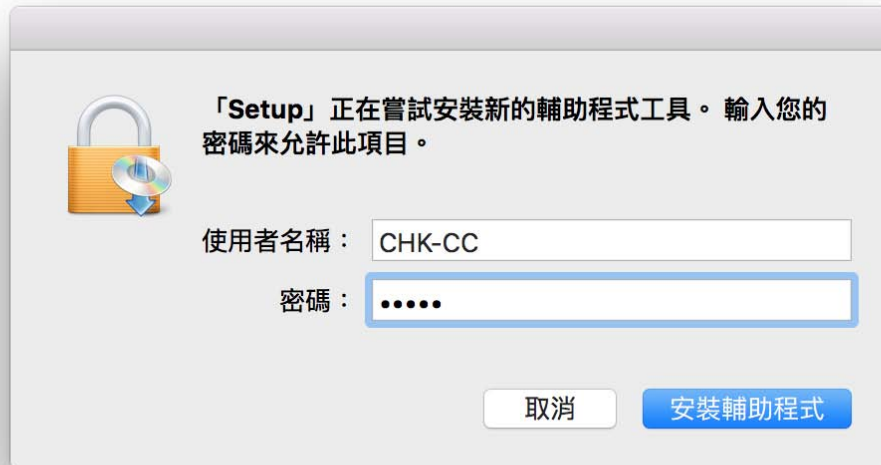 「Setup」正在嘗試安裝新的輔助程式工具。 輸入您的
密碼來允許此項目。
使用者名稱： CHK-CC
密碼： •••••
取消 安裝輔助程式